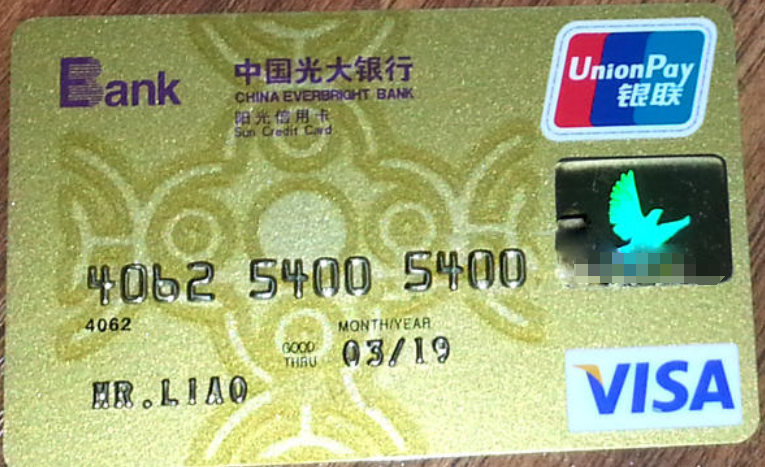 Bank
中国光大银行
CHINA EVERBRIGHT BANK
阳光信用卡
Sun Credit Card
UnionPay
银联
4062 5400 5400
4062
MONTH/YEAR
GOOD THRU 03/19
MR.LIAO
VISA